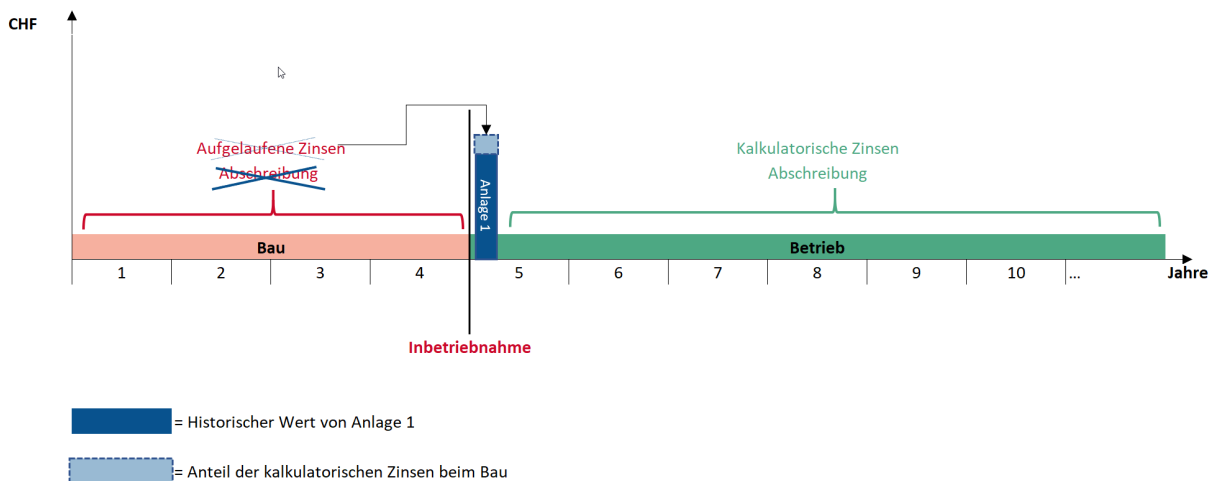 CHF
Aufgelaufene Zinsen
Abschreibung
Kalkulatorische Zinsen
Abschreibung
Anlage 1
Bau
Betrieb
1
2
3
4
5
6
7
8
9
10
...
Jahre
Inbetriebnahme
= Historischer Wert von Anlage 1
= Anteil der kalkulatorischen Zinsen beim Bau